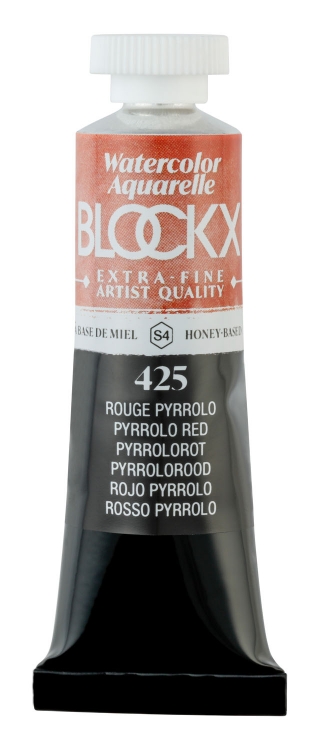 Watercolor
Aquarelle
BLOCKX
EXTRA-FINE
ARTIST QUALITY
BASE DE MIEL S4 HONEY-BASED
425
ROUGE PYRROLO
PYRROLO RED
PYRROLOROT
PYRROLOROOD
ROJO PYRROLO
ROSSO PYRROLO